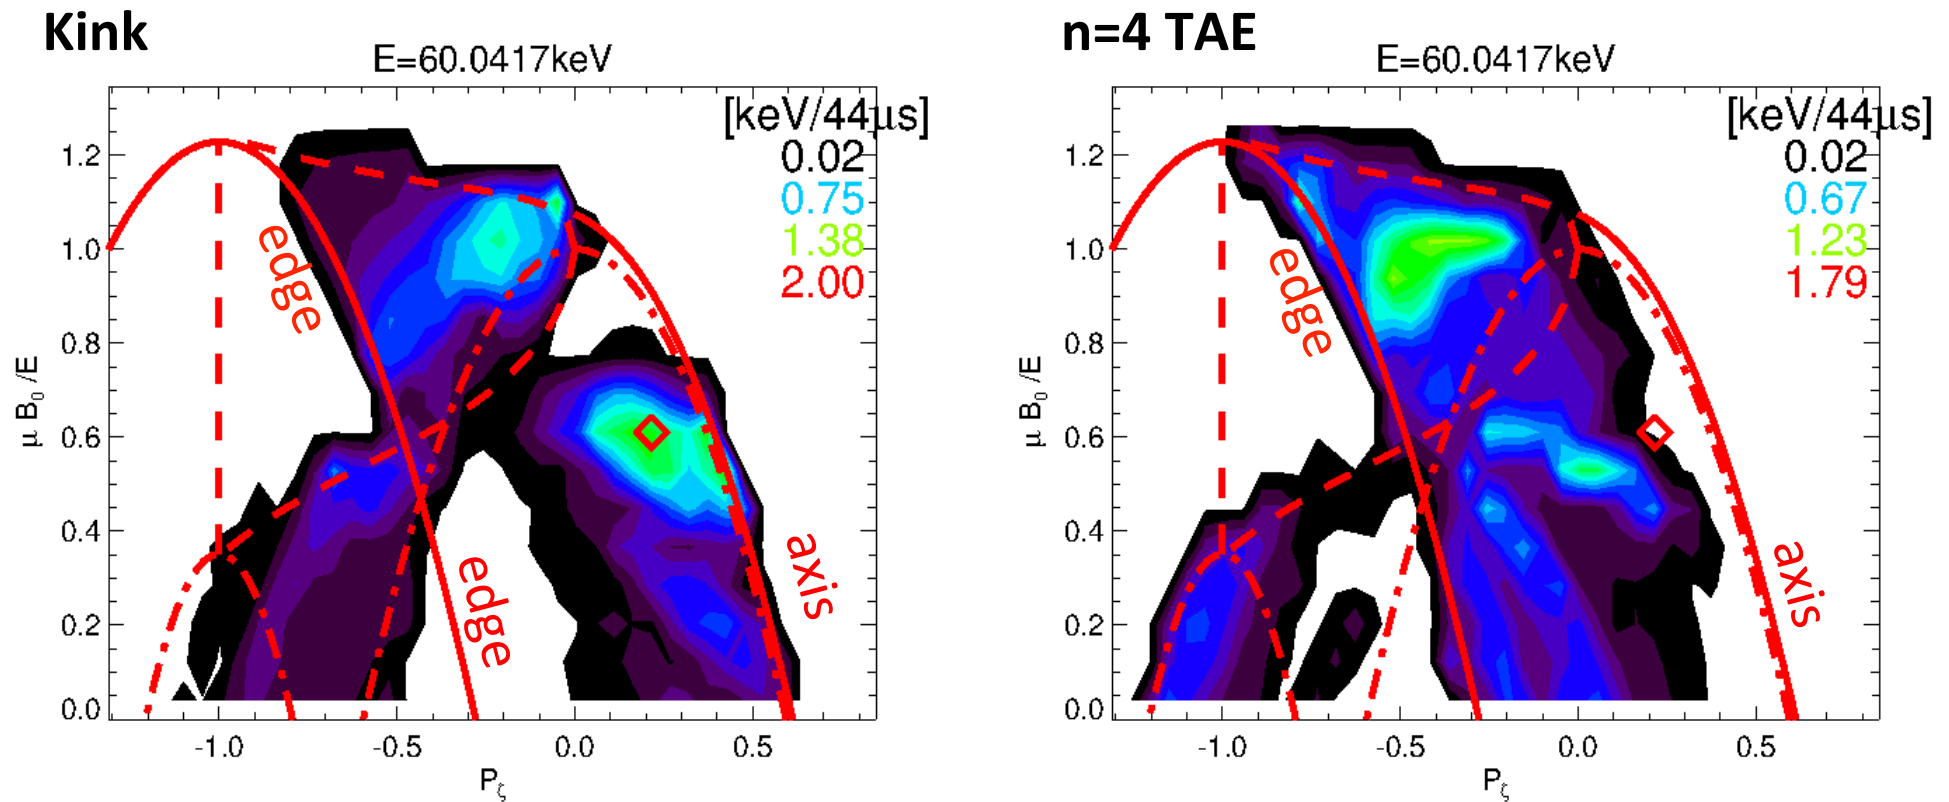 Kink
E=60.0417keV
[keV/44µs]
0.02
0.75
1.38
2.00
1.2
1.0
0.8
0.6
0.4
0.2
0.0
μ B₀ /E
edge
edge
axis
-1.0
-0.5
0.0
0.5
Pζ
n=4 TAE
E=60.0417keV
[keV/44µs]
0.02
0.67
1.23
1.79
1.2
1.0
0.8
0.6
0.4
0.2
0.0
μ B₀ /E
edge
axis
-1.0
-0.5
0.0
0.5
Pζ